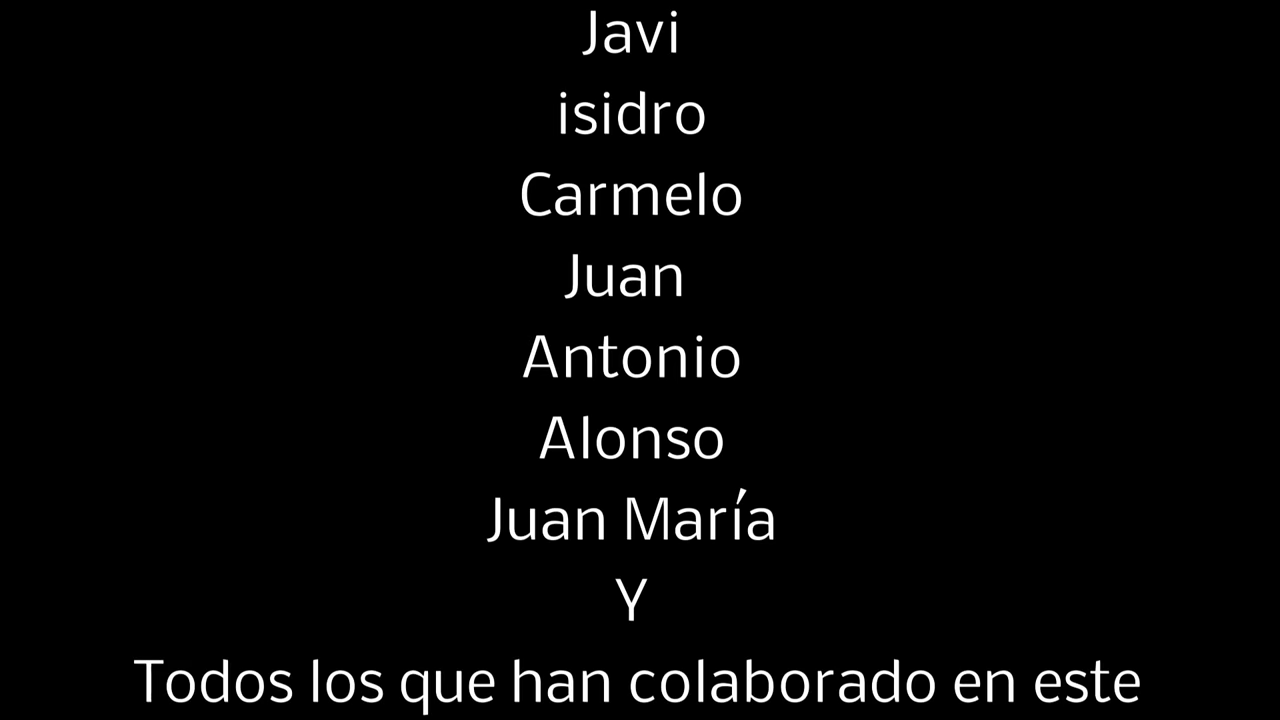 Javi
isidro
Carmelo
Juan
Antonio
Alonso
Juan María
Y
Todos los que han colaborado en este